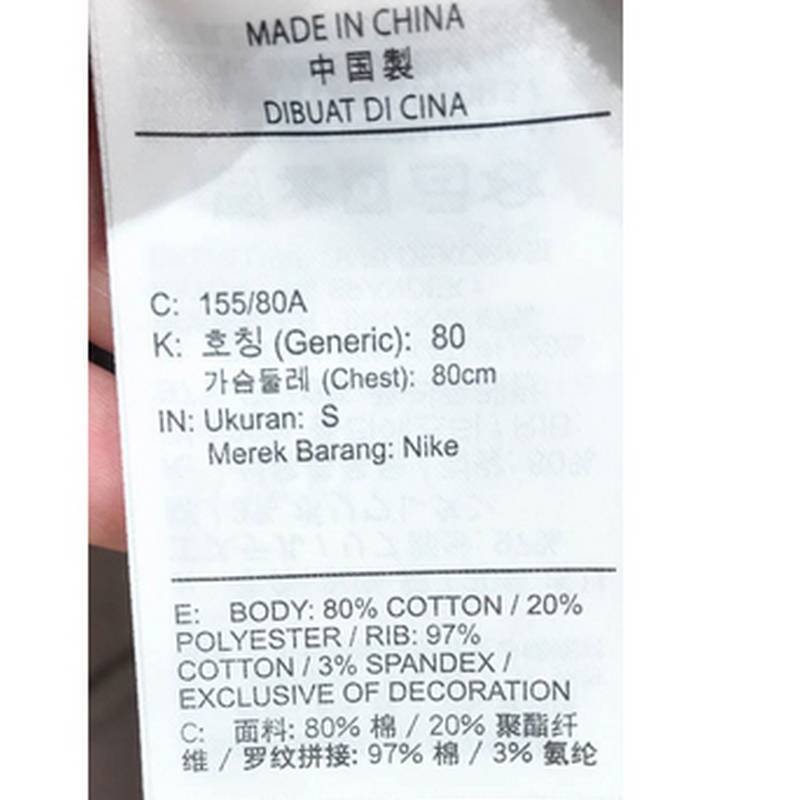 MADE IN CHINA
中国製
DIBUAT DI CINA
C: 155/80A
K: 호칭 (Generic): 80
가슴둘레 (Chest): 80cm
IN: Ukuran: S
Merek Barang: Nike
E: BODY: 80% COTTON / 20%
POLYESTER / RIB: 97%
COTTON / 3% SPANDEX /
EXCLUSIVE OF DECORATION
C: 面料: 80% 棉 / 20% 聚酯纤
维 / 罗纹拼接: 97% 棉 / 3% 氨纶